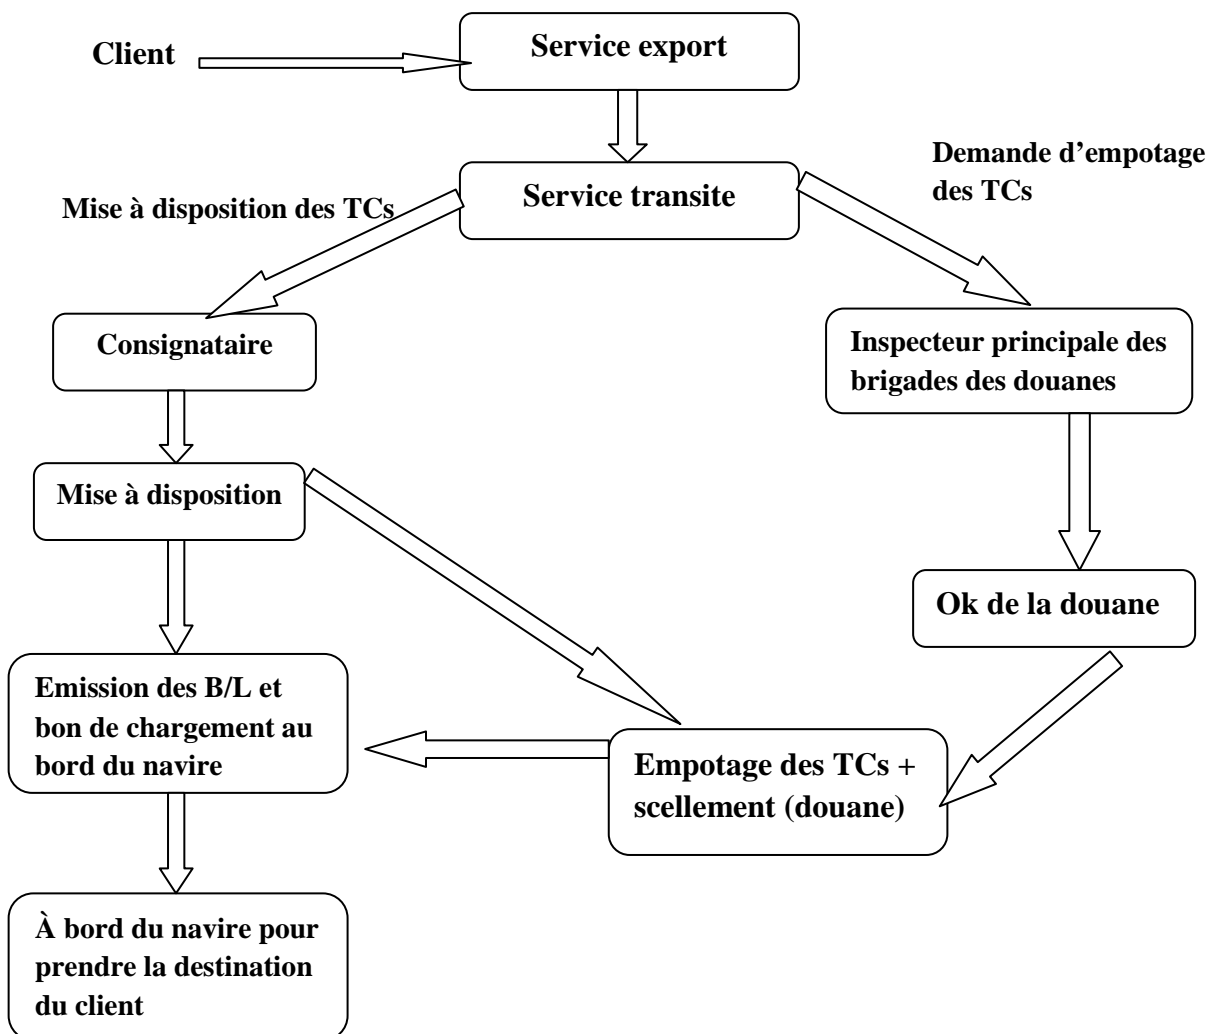 Client
Service export
Demande d’empotage
des TCs
Mise à disposition des TCs
Service transite
Consignataire
Inspecteur principale des
brigades des douanes
Mise à disposition
Ok de la douane
Emission des B/L et
bon de chargement au
bord du navire
Empotage des TCs +
scellement (douane)
À bord du navire pour
prendre la destination
du client